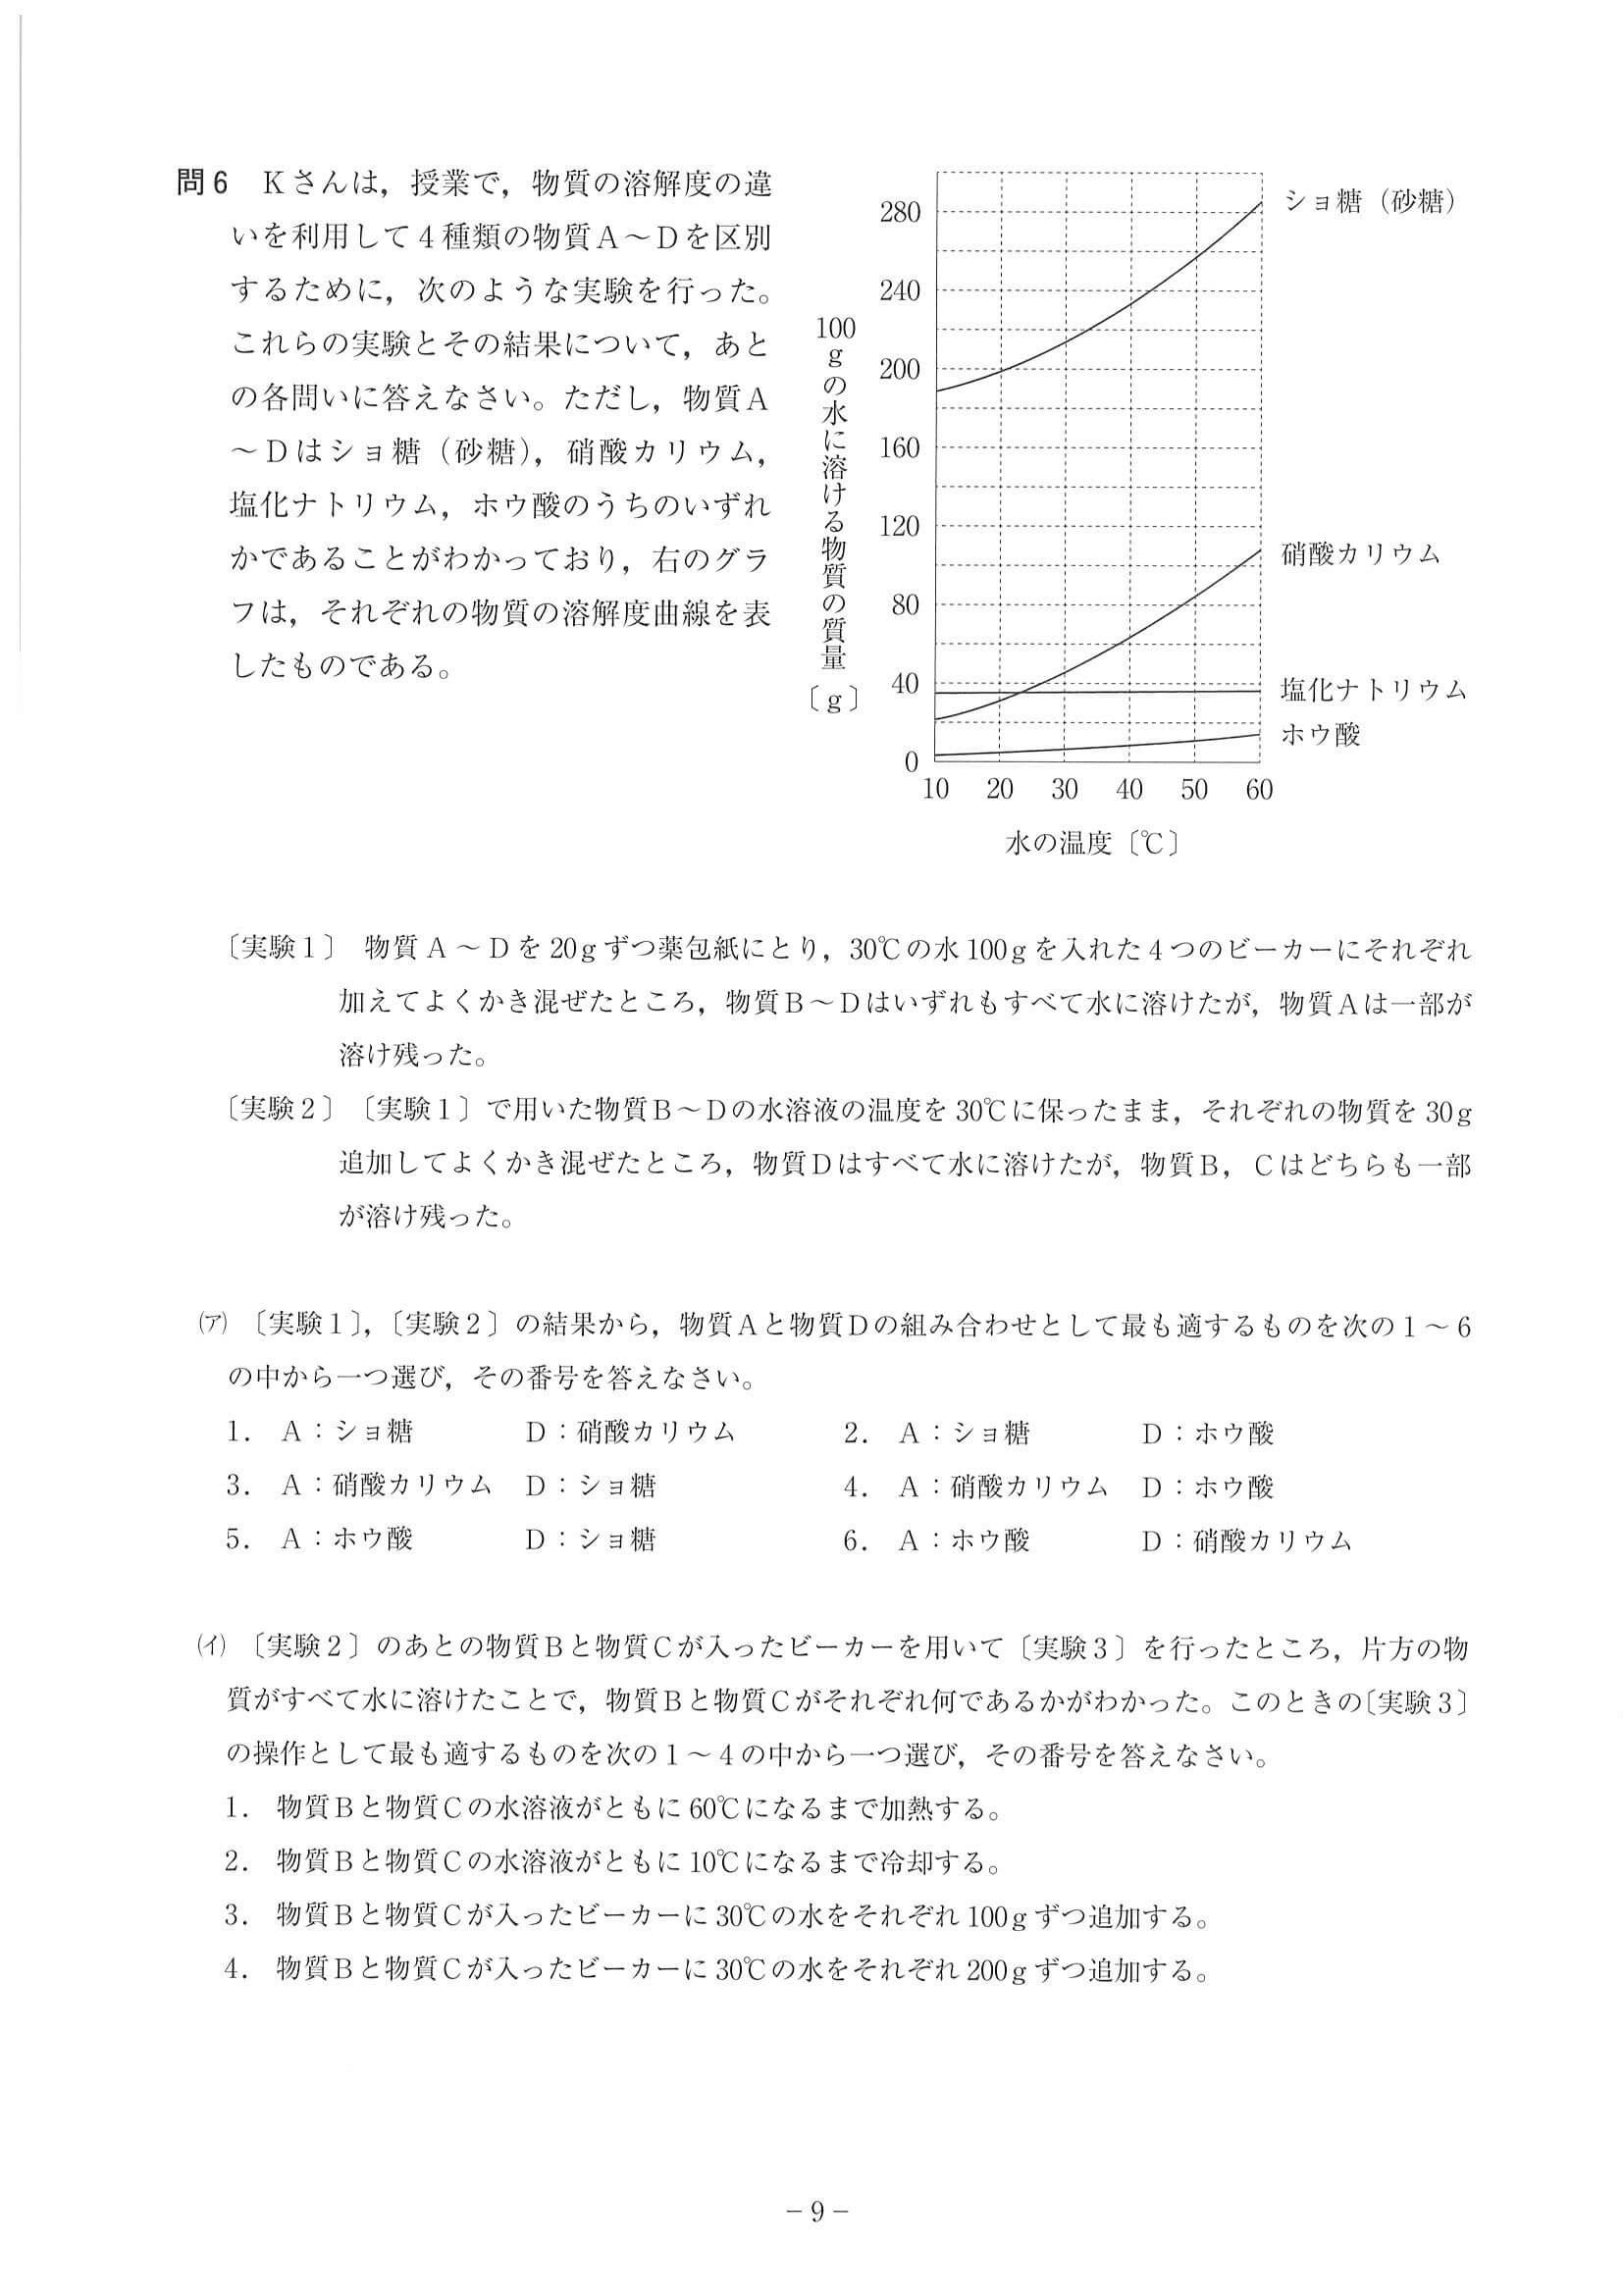 問6　Kさんは，授業で，物質の溶解度の違
いを利用して4種類の物質A～Dを区別
するために，次のような実験を行った。
これらの実験とその結果について，あと
の各問いに答えなさい。ただし，物質A
～Dはショ糖（砂糖），硝酸カリウム，
塩化ナトリウム，ホウ酸のうちのいずれ
かであることがわかっており，右のグラ
フは，それぞれの物質の溶解度曲線を表
したものである。
100gの水に溶ける物質の質量〔g〕
280
240
200
160
120
80
40
0
10 20 30 40 50 60
水の温度〔℃〕
ショ糖（砂糖）
硝酸カリウム
塩化ナトリウム
ホウ酸
〔実験1〕 物質A～Dを20gずつ薬包紙にとり，30℃の水100gを入れた4つのビーカーにそれぞれ
加えてよくかき混ぜたところ，物質B～Dはいずれもすべて水に溶けたが，物質Aは一部が
溶け残った。
〔実験2〕〔実験1〕で用いた物質B～Dの水溶液の温度を30℃に保ったまま，それぞれの物質を30g
追加してよくかき混ぜたところ，物質Dはすべて水に溶けたが，物質B，Cはどちらも一部
が溶け残った。
(ア) 〔実験1〕，〔実験2〕の結果から，物質Aと物質Dの組み合わせとして最も適するものを次の1～6
の中から一つ選び，その番号を答えなさい。
1. A：ショ糖　D：硝酸カリウム　2. A：ショ糖　D：ホウ酸
3. A：硝酸カリウム　D：ショ糖　4. A：硝酸カリウム　D：ホウ酸
5. A：ホウ酸　D：ショ糖　6. A：ホウ酸　D：硝酸カリウム
(イ) 〔実験2〕のあとの物質Bと物質Cが入ったビーカーを用いて〔実験3〕を行ったところ，片方の物
質がすべて水に溶けたことで，物質Bと物質Cがそれぞれ何であるかがわかった。このときの〔実験3〕
の操作として最も適するものを次の1～4の中から一つ選び，その番号を答えなさい。
1. 物質Bと物質Cの水溶液がともに60℃になるまで加熱する。
2. 物質Bと物質Cの水溶液がともに10℃になるまで冷却する。
3. 物質Bと物質Cが入ったビーカーに30℃の水をそれぞれ100gずつ追加する。
4. 物質Bと物質Cが入ったビーカーに30℃の水をそれぞれ200gずつ追加する。
－9－